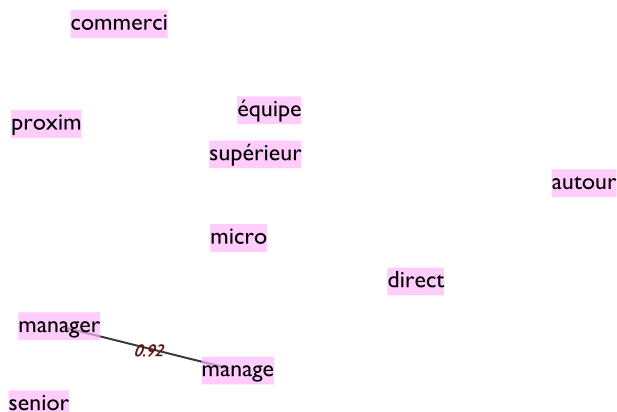 commerci
équipe
proxim
supérieur
autour
micro
direct
manager
0.92
manage
senior